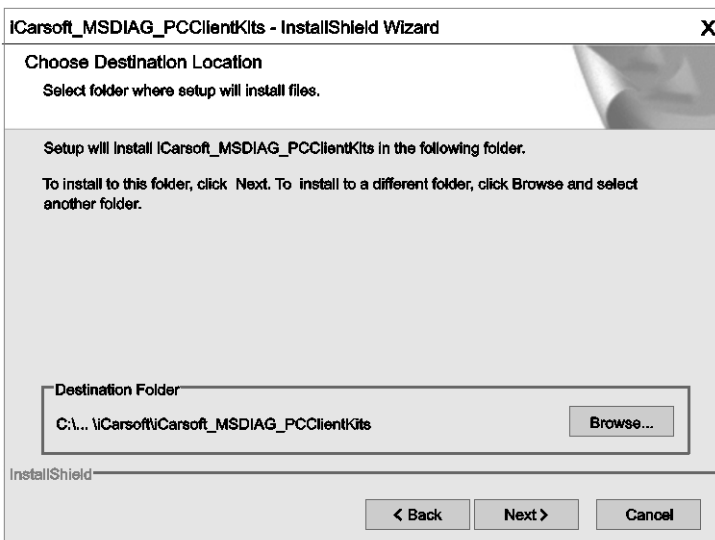 iCarsoft_MSDIAG_PCClientKits - InstallShield Wizard X
Choose Destination Location
Select folder where setup will install files.
Setup will install iCarsoft_MSDIAG_PCClientKits in the following folder.
To install to this folder, click Next. To install to a different folder, click Browse and select
another folder.
Destination Folder
C:\... \iCarsoft\iCarsoft_MSDIAG_PCClientKits
Browse...
InstallShield
< Back
Next >
Cancel